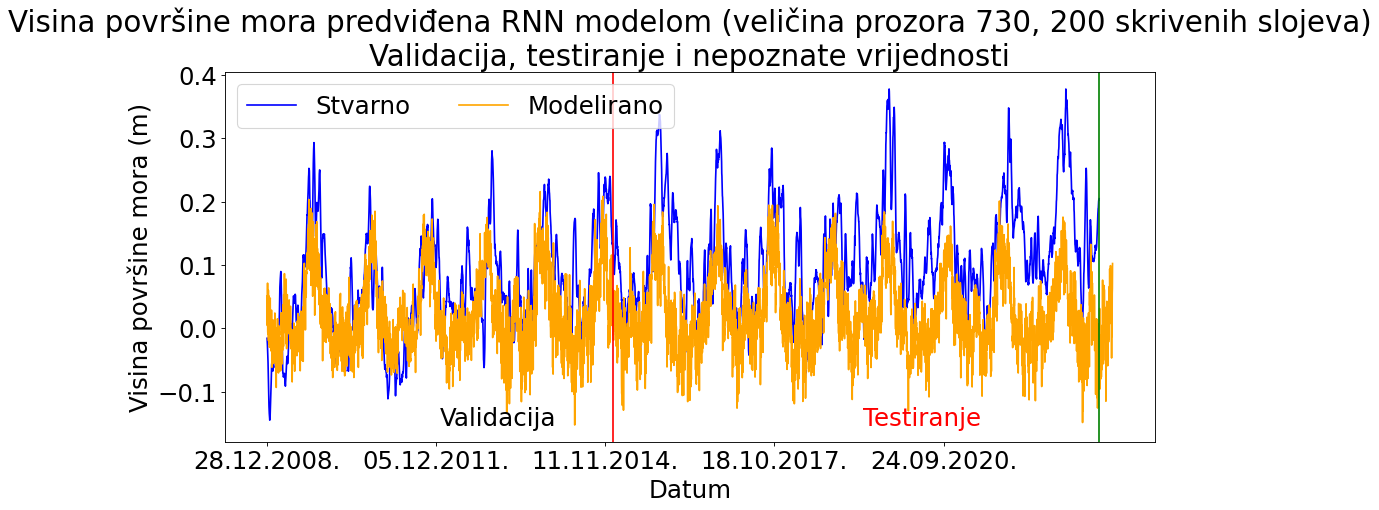 Visina površine mora predviđena RNN modelom (veličina prozora 730, 200 skrivenih slojeva)
Validacija, testiranje i nepoznate vrijednosti
Stvarno
Modelirano
Visina površine mora (m)
0.4
0.3
0.2
0.1
0.0
−0.1
Validacija
Testiranje
28.12.2008.
05.12.2011.
11.11.2014.
18.10.2017.
24.09.2020.
Datum